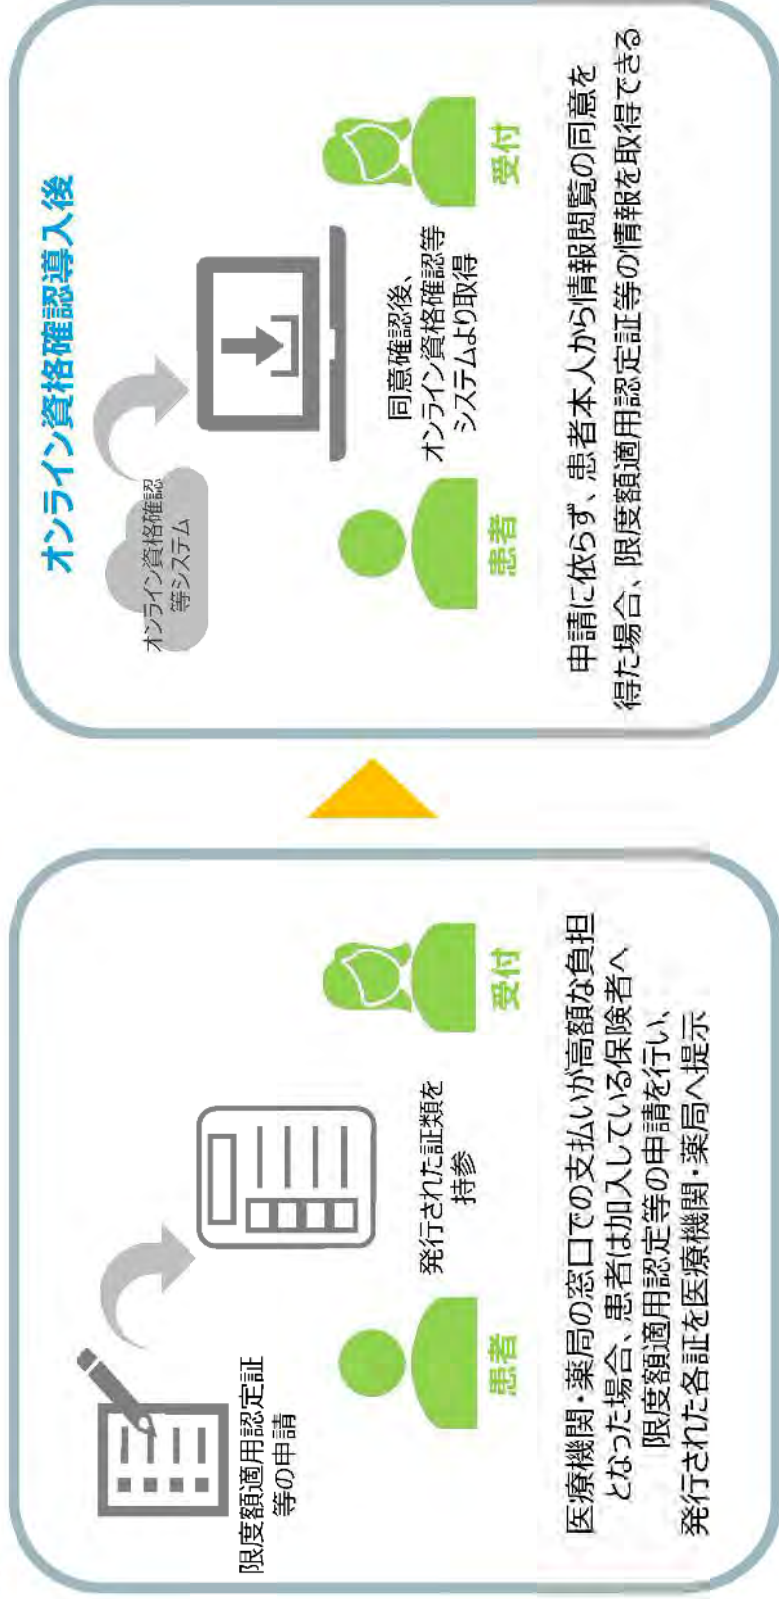 限度額適用認定証
等の申請
発行された証類を
持参
患者
受付
医療機関・薬局の窓口での支払いが高額な負担
となった場合、患者は加入している保険者へ
限度額適用認定等の申請を行い、
発行された各証を医療機関・薬局へ提示
オンライン資格確認導入後
オンライン資格確認
等システム
同意確認後、
オンライン資格確認等
システムより取得
患者
受付
申請に依らず、患者本人から情報閲覧の同意を
得た場合、限度額適用認定証等の情報を取得できる